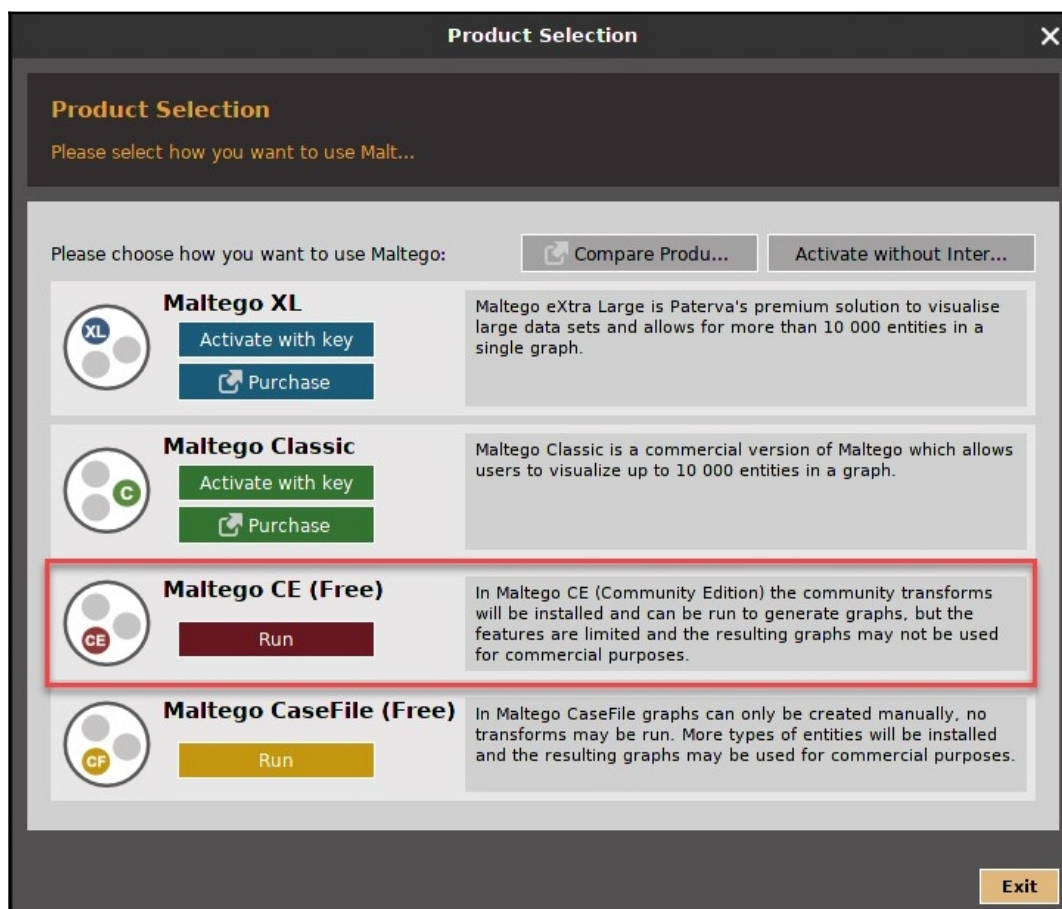 Product Selection
Product Selection
Please select how you want to use Malt...
Please choose how you want to use Maltego:
Compare Produ...
Activate without Inter...
XL
Maltego XL
Activate with key
Purchase
Maltego eXtra Large is Paterva's premium solution to visualise
large data sets and allows for more than 10 000 entities in a
single graph.
C
Maltego Classic
Activate with key
Purchase
Maltego Classic is a commercial version of Maltego which allows
users to visualize up to 10 000 entities in a graph.
CE
Maltego CE (Free)
Run
In Maltego CE (Community Edition) the community transforms
will be installed and can be run to generate graphs, but the
features are limited and the resulting graphs may not be used
for commercial purposes.
CF
Maltego CaseFile (Free)
Run
In Maltego CaseFile graphs can only be created manually, no
transforms may be run. More types of entities will be installed
and the resulting graphs may be used for commercial purposes.
Exit